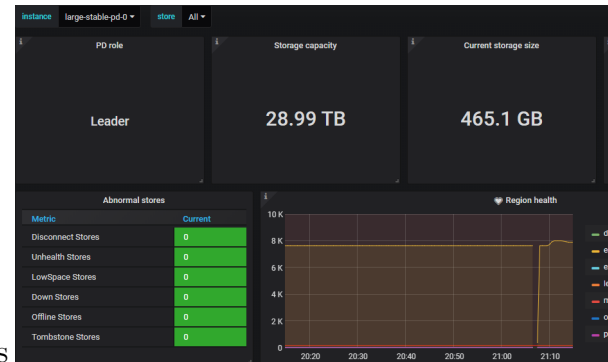 instance large-stable-pd-0 store All
PD role
Storage capacity
Current storage size
Leader
28.99 TB
465.1 GB
Abnormal stores
Metric Current
Disconnect Stores 0
Unhealth Stores 0
LowSpace Stores 0
Down Stores 0
Offline Stores 0
Tombstone Stores 0
Region health
10 K
8 K
6 K
4 K
2 K
0
20:20 20:30 20:40 20:50 21:00 21:10
d
e
e
le
m
o
p
s